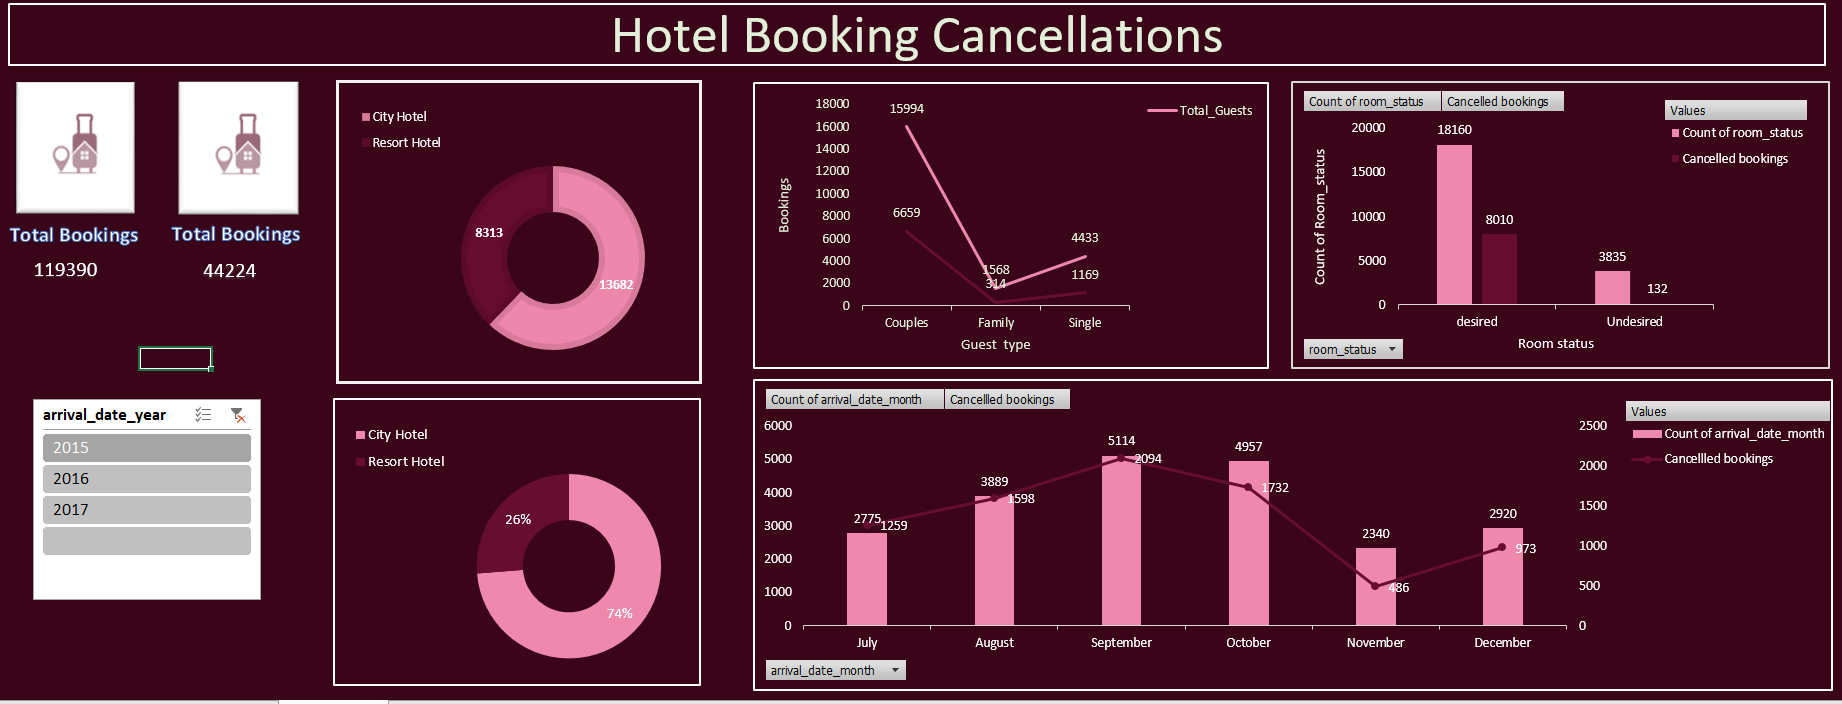 Hotel Booking Cancellations
Total Bookings
119390
Total Bookings
44224
arrival_date_year
2015
2016
2017
City Hotel
Resort Hotel
8313
13682
City Hotel
Resort Hotel
26%
74%
Total_Guests
Bookings
18000
16000
14000
12000
10000
8000
6000
4000
2000
0
15994
6659
1568
314
4433
1169
Couples Family Single
Guest type
Count of room_status Cancelled bookings
Values
Count of room_status
Cancelled bookings
Count of Room_status
20000
15000
10000
5000
0
18160
8010
3835
132
desired Undesired
Room status
room_status
Count of arrival_date_month Cancellled bookings
Values
Count of arrival_date_month
Cancellled bookings
6000
5000
4000
3000
2000
1000
0
2775
1259
3889
1598
5114
2094
4957
1732
2340
486
2920
973
2500
2000
1500
1000
500
0
July August September October November December
arrival_date_month